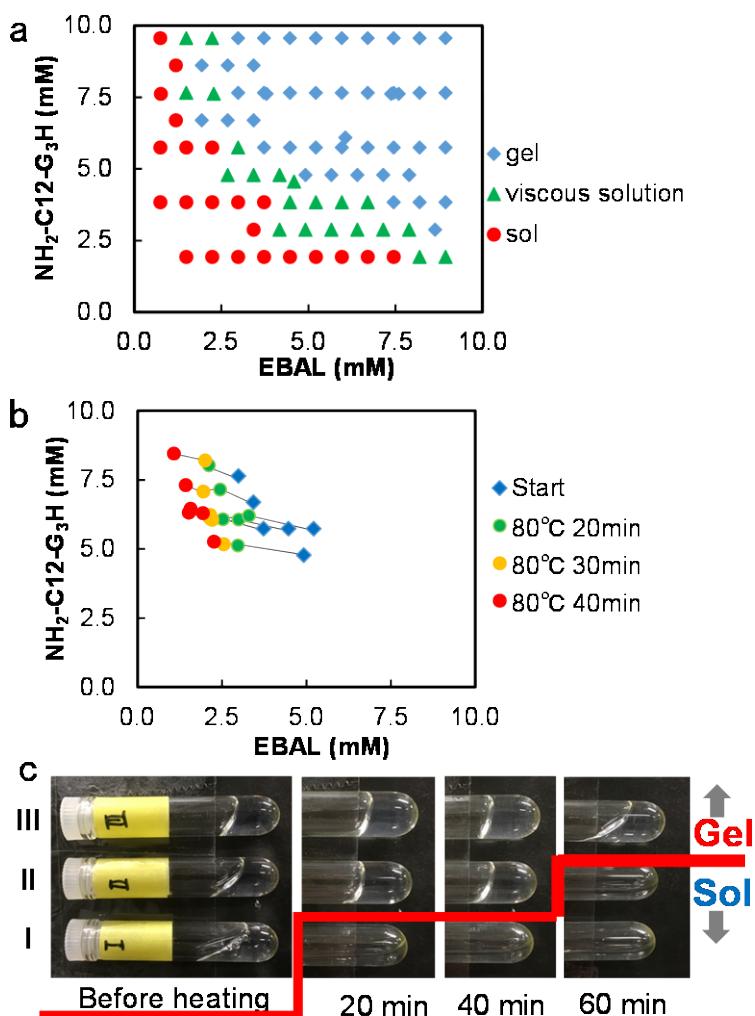 a
10.0
7.5
5.0
2.5
0.0
NH₂-C12-G₃H (mM)
0.0 2.5 5.0 7.5 10.0
EBAL (mM)
gel
viscous solution
sol
b
10.0
7.5
5.0
2.5
0.0
NH₂-C12-G₃H (mM)
0.0 2.5 5.0 7.5 10.0
EBAL (mM)
Start
80℃ 20min
80℃ 30min
80℃ 40min
c
III
III
II
II
I
I
Gel
Sol
Before heating 20 min 40 min 60 min